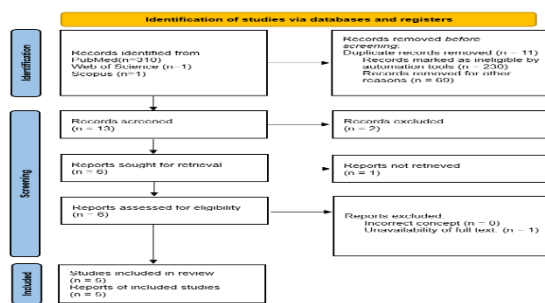 Identification of studies via databases and registers
Identification
Records identified from
PubMed(n=310)
Web of Science (n=1)
Scopus (n=1)
Records removed before
screening:
Duplicate records removed (n = 11)
Records marked as ineligible by
automation tools (n = 230)
Records removed for other
reasons (n = 69)
Screening
Records screened
(n = 13)
Records excluded
(n = 2)
Reports sought for retrieval
(n = 6)
Reports not retrieved
(n = 1)
Reports assessed for eligibility
(n = 6)
Reports excluded:
Incorrect concept (n = 0)
Unavailability of full text. (n = 1)
Included
Studies included in review
(n = 5)
Reports of included studies
(n = 5)